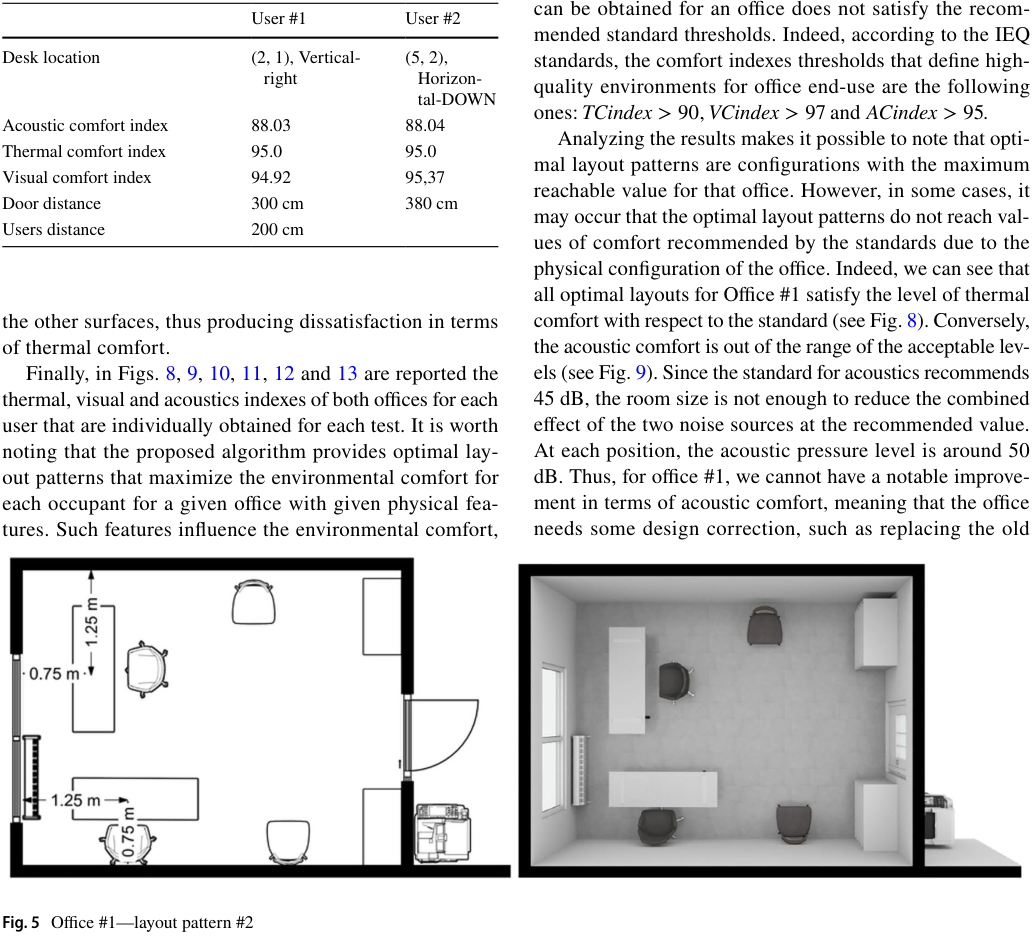 User #1 User #2
Desk location (2, 1), Vertical- (5, 2),
right Horizon-
tal-DOWN
Acoustic comfort index 88.03 88.04
Thermal comfort index 95.0 95.0
Visual comfort index 94.92 95,37
Door distance 300 cm 380 cm
Users distance 200 cm
the other surfaces, thus producing dissatisfaction in terms
of thermal comfort.
Finally, in Figs. 8, 9, 10, 11, 12 and 13 are reported the
thermal, visual and acoustics indexes of both offices for each
user that are individually obtained for each test. It is worth
noting that the proposed algorithm provides optimal lay-
out patterns that maximize the environmental comfort for
each occupant for a given office with given physical fea-
tures. Such features influence the environmental comfort,
can be obtained for an office does not satisfy the recom-
mended standard thresholds. Indeed, according to the IEQ
standards, the comfort indexes thresholds that define high-
quality environments for office end-use are the following
ones: TCindex > 90, VCindex > 97 and ACindex > 95.
Analyzing the results makes it possible to note that opti-
mal layout patterns are configurations with the maximum
reachable value for that office. However, in some cases, it
may occur that the optimal layout patterns do not reach val-
ues of comfort recommended by the standards due to the
physical configuration of the office. Indeed, we can see that
all optimal layouts for Office #1 satisfy the level of thermal
comfort with respect to the standard (see Fig. 8). Conversely,
the acoustic comfort is out of the range of the acceptable lev-
els (see Fig. 9). Since the standard for acoustics recommends
45 dB, the room size is not enough to reduce the combined
effect of the two noise sources at the recommended value.
At each position, the acoustic pressure level is around 50
dB. Thus, for office #1, we cannot have a notable improve-
ment in terms of acoustic comfort, meaning that the office
needs some design correction, such as replacing the old
1.25 m
0.75 m
1.25 m
0.75 m
Fig. 5 Office #1—layout pattern #2